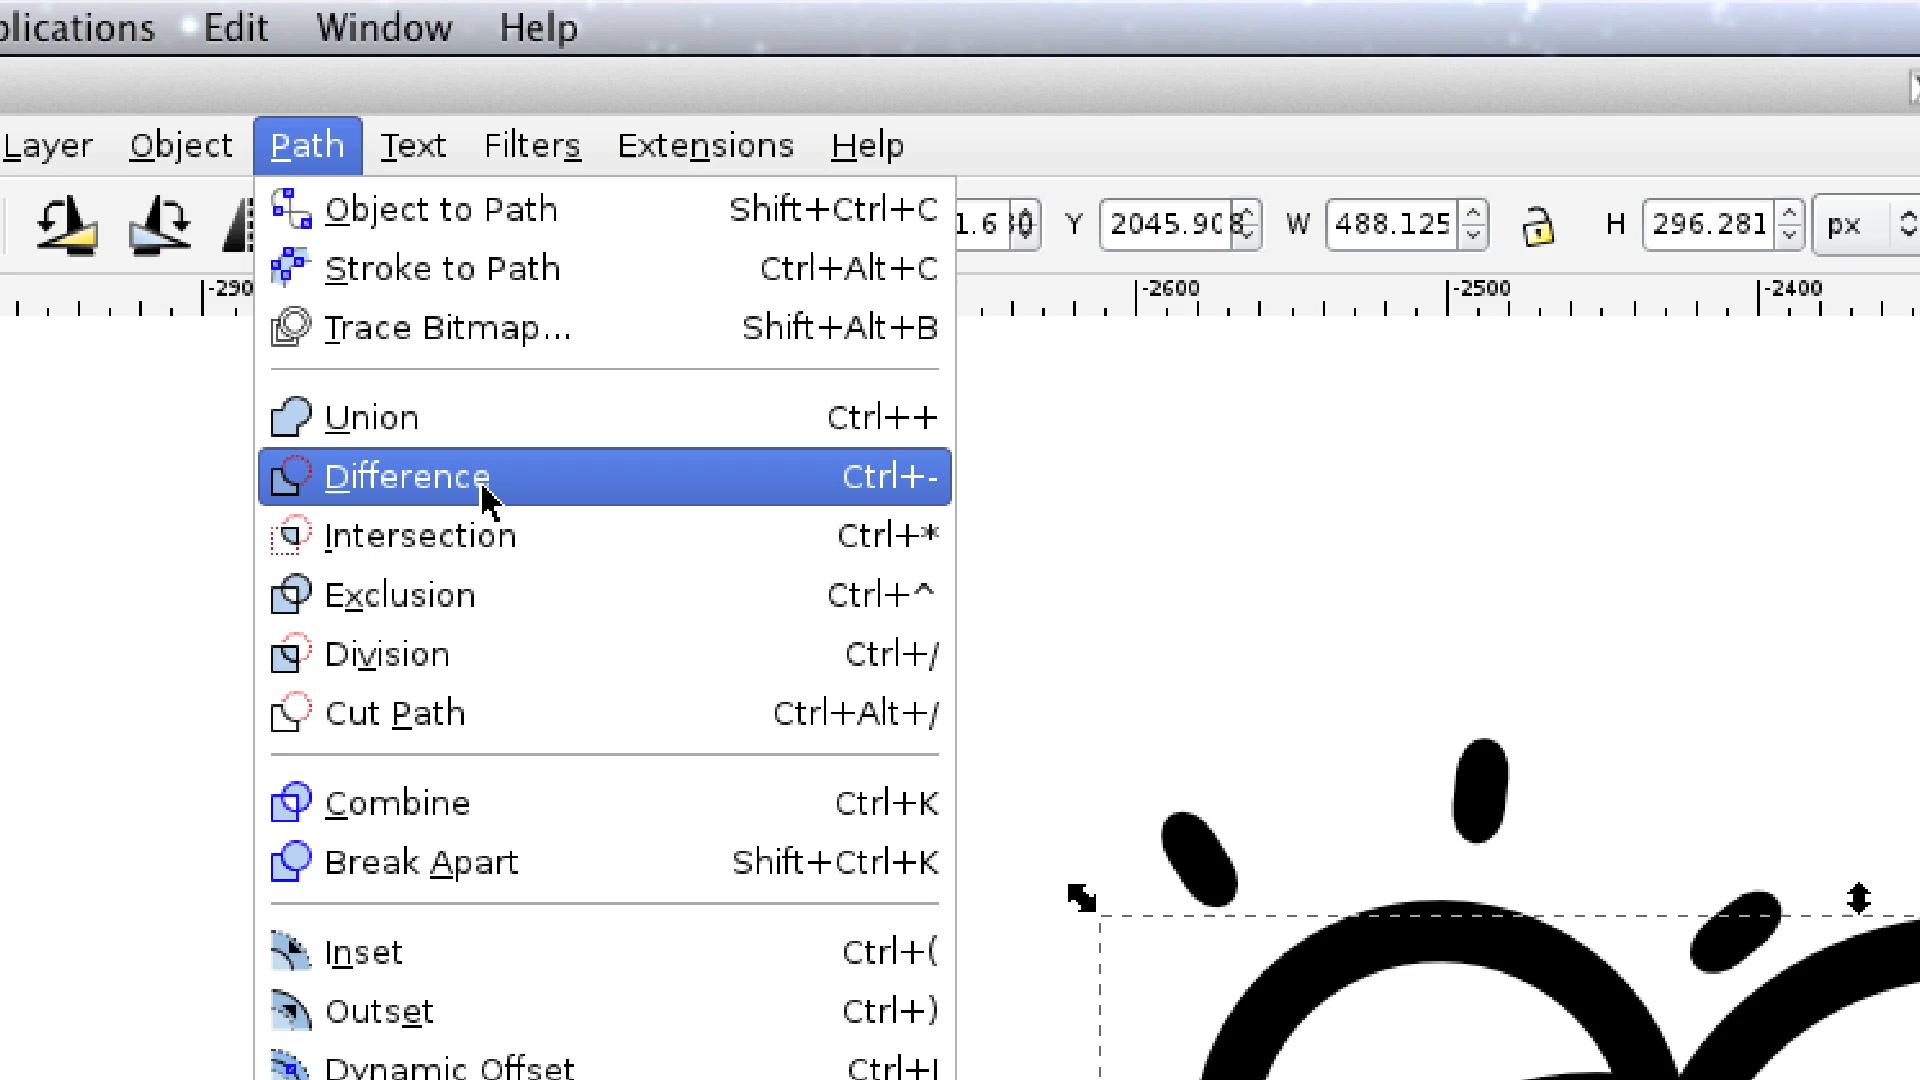 plications Edit Window Help
Layer Object Path Text Filters Extensions Help
Y 2045.908 W 488.125 H 296.281 px
-2600 -2500 -2400
Object to Path Shift+Ctrl+C
Stroke to Path Ctrl+Alt+C
Trace Bitmap... Shift+Alt+B
Union Ctrl++
Difference Ctrl+-
Intersection Ctrl+*
Exclusion Ctrl+^
Division Ctrl+/
Cut Path Ctrl+Alt+/
Combine Ctrl+K
Break Apart Shift+Ctrl+K
Inset Ctrl+(
Outset Ctrl+)
Dynamic Offset